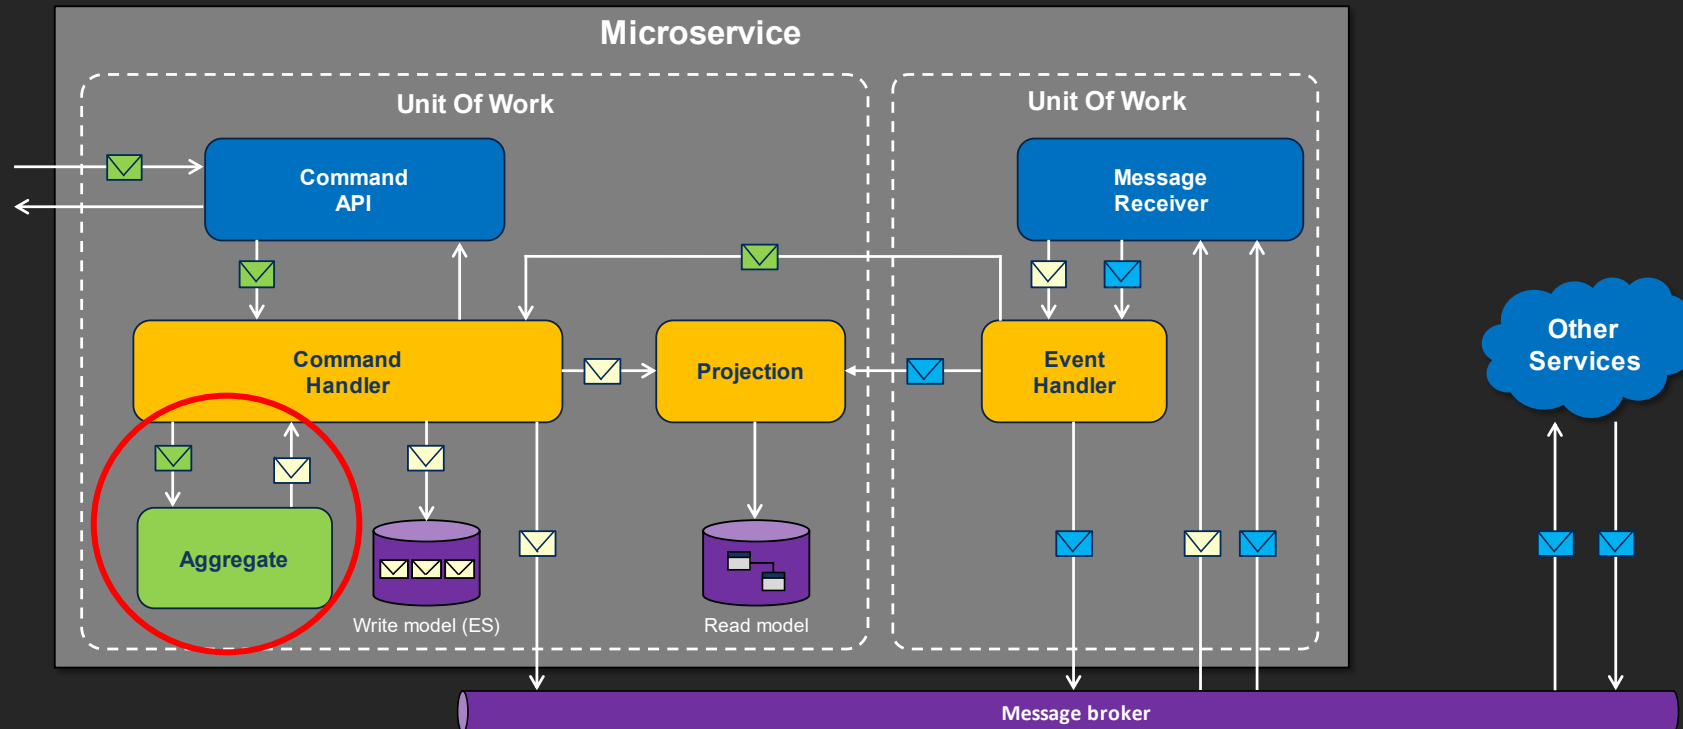 Microservice
Unit Of Work
Unit Of Work
Command
API
Message
Receiver
Command
Handler
Projection
Event
Handler
Other
Services
Aggregate
Write model (ES)
Read model
Message broker